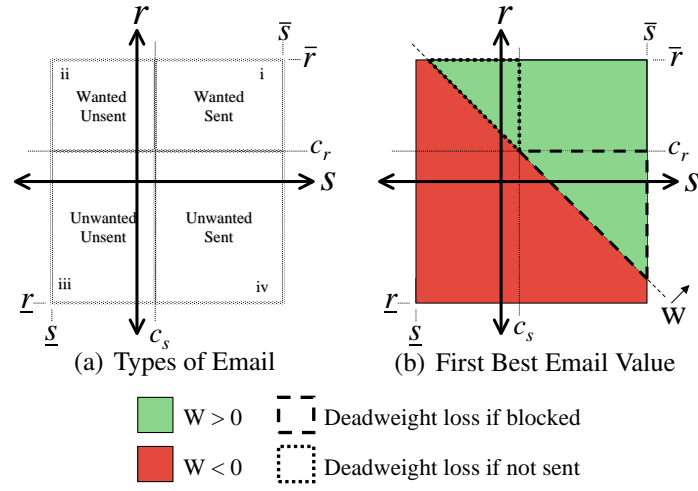 r
s̄
r̄
ii
i
Wanted
Unsent
Wanted
Sent
c_r
s
Unwanted
Unsent
Unwanted
Sent
iii
iv
r̲
s̲
c_s
(a) Types of Email
r
s̄
r̄
c_r
s
r̲
W
s̲
c_s
(b) First Best Email Value
W > 0
Deadweight loss if blocked
W < 0
Deadweight loss if not sent